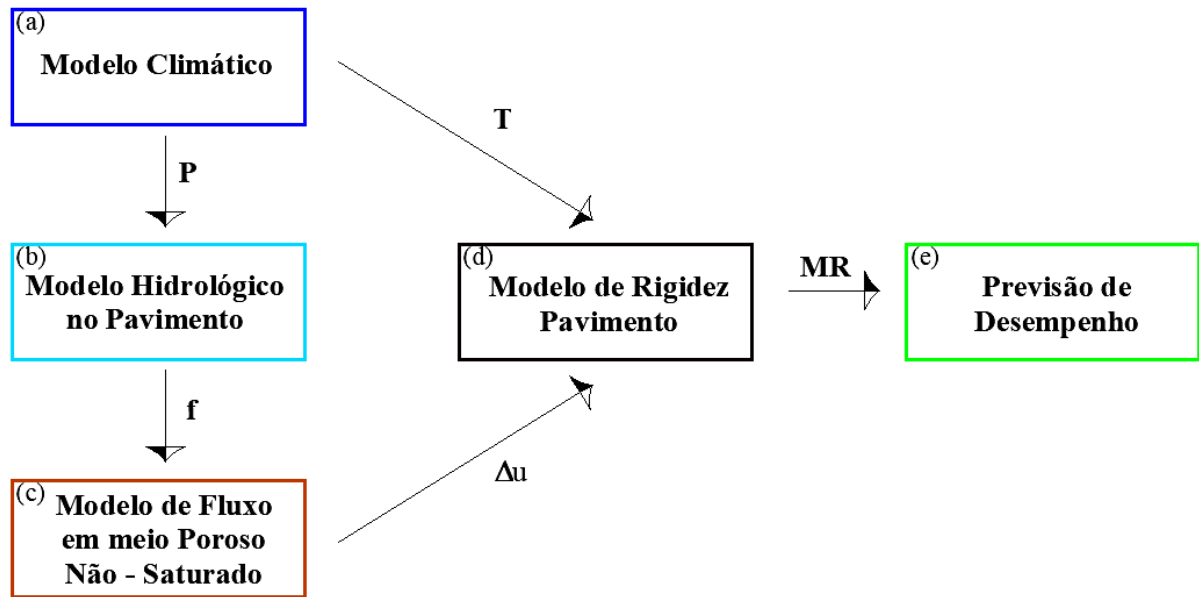 (a)
Modelo Climático
T
P
(b)
Modelo Hidrológico
no Pavimento
(d)
Modelo de Rigidez
Pavimento
MR
(e)
Previsão de
Desempenho
f
Δu
(c)
Modelo de Fluxo
em meio Poroso
Não - Saturado